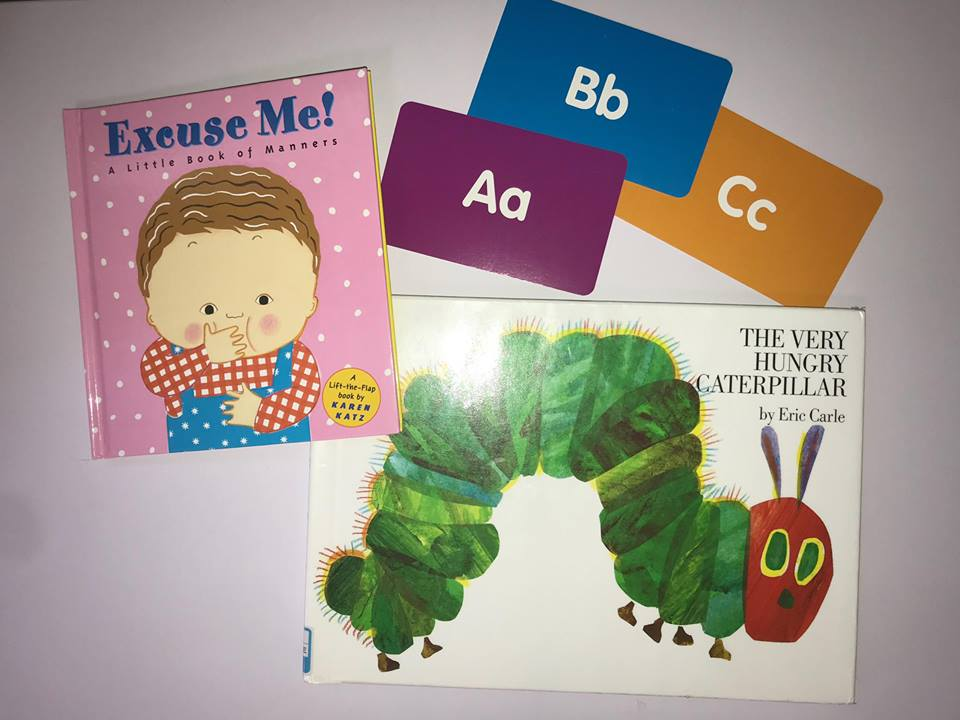 Excuse Me!
A Little Book of Manners
A
Lift-the-Flap
book by
KAREN
KATZ
Aa
Bb
Cc
THE VERY
HUNGRY
CATERPILLAR
by Eric Carle